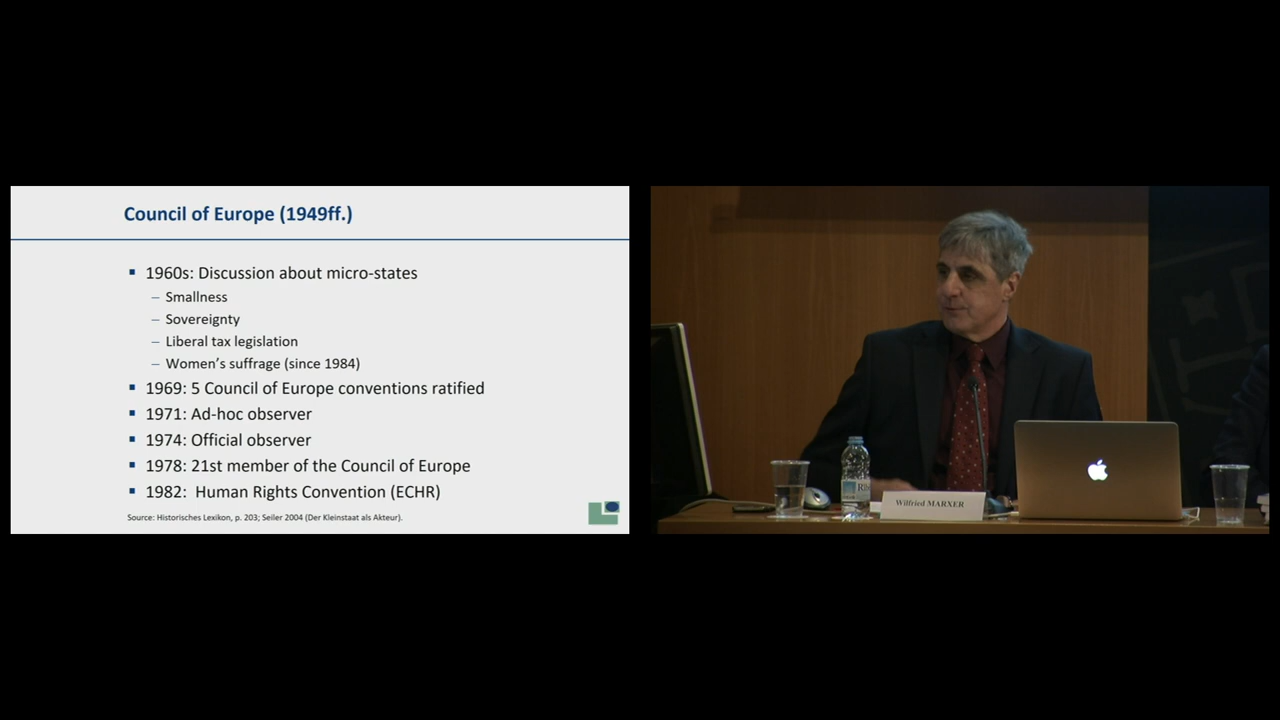 Council of Europe (1949ff.)
▪ 1960s: Discussion about micro-states
– Smallness
– Sovereignty
– Liberal tax legislation
– Women’s suffrage (since 1984)
▪ 1969: 5 Council of Europe conventions ratified
▪ 1971: Ad-hoc observer
▪ 1974: Official observer
▪ 1978: 21st member of the Council of Europe
▪ 1982:  Human Rights Convention (ECHR)
Source: Historisches Lexikon, p. 203; Seiler 2004 (Der Kleinstaat als Akteur).
Wilfried MARXER